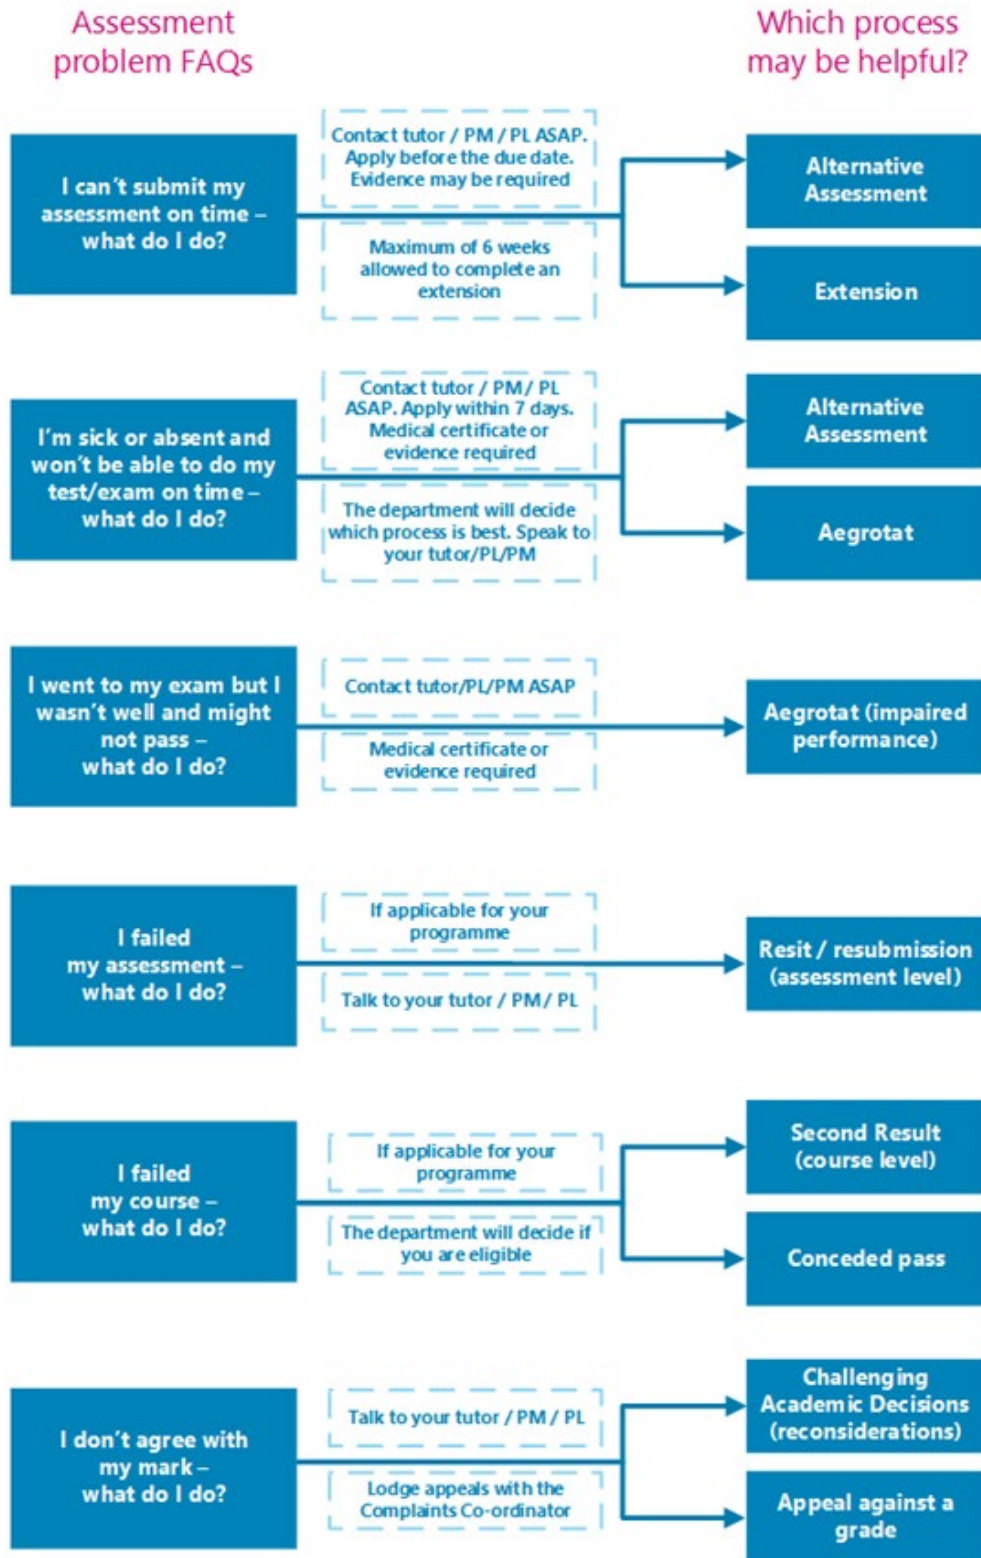 Assessment
problem FAQs
Which process
may be helpful?
I can't submit my
assessment on time –
what do I do?
Contact tutor / PM / PL ASAP.
Apply before the due date.
Evidence may be required
Maximum of 6 weeks
allowed to complete an
extension
Alternative
Assessment
Extension
I'm sick or absent and
won't be able to do my
test/exam on time –
what do I do?
Contact tutor / PM / PL
ASAP. Apply within 7 days.
Medical certificate or
evidence required
The department will decide
which process is best. Speak to
your tutor/PL/PM
Alternative
Assessment
Aegrotat
I went to my exam but I
wasn't well and might
not pass –
what do I do?
Contact tutor/PL/PM ASAP
Medical certificate or
evidence required
Aegrotat (impaired
performance)
I failed
my assessment –
what do I do?
If applicable for your
programme
Talk to your tutor / PM / PL
Resit / resubmission
(assessment level)
I failed
my course –
what do I do?
If applicable for your
programme
The department will decide if
you are eligible
Second Result
(course level)
Conceded pass
I don't agree with
my mark –
what do I do?
Talk to your tutor / PM / PL
Lodge appeals with the
Complaints Co-ordinator
Challenging
Academic Decisions
(reconsiderations)
Appeal against a
grade